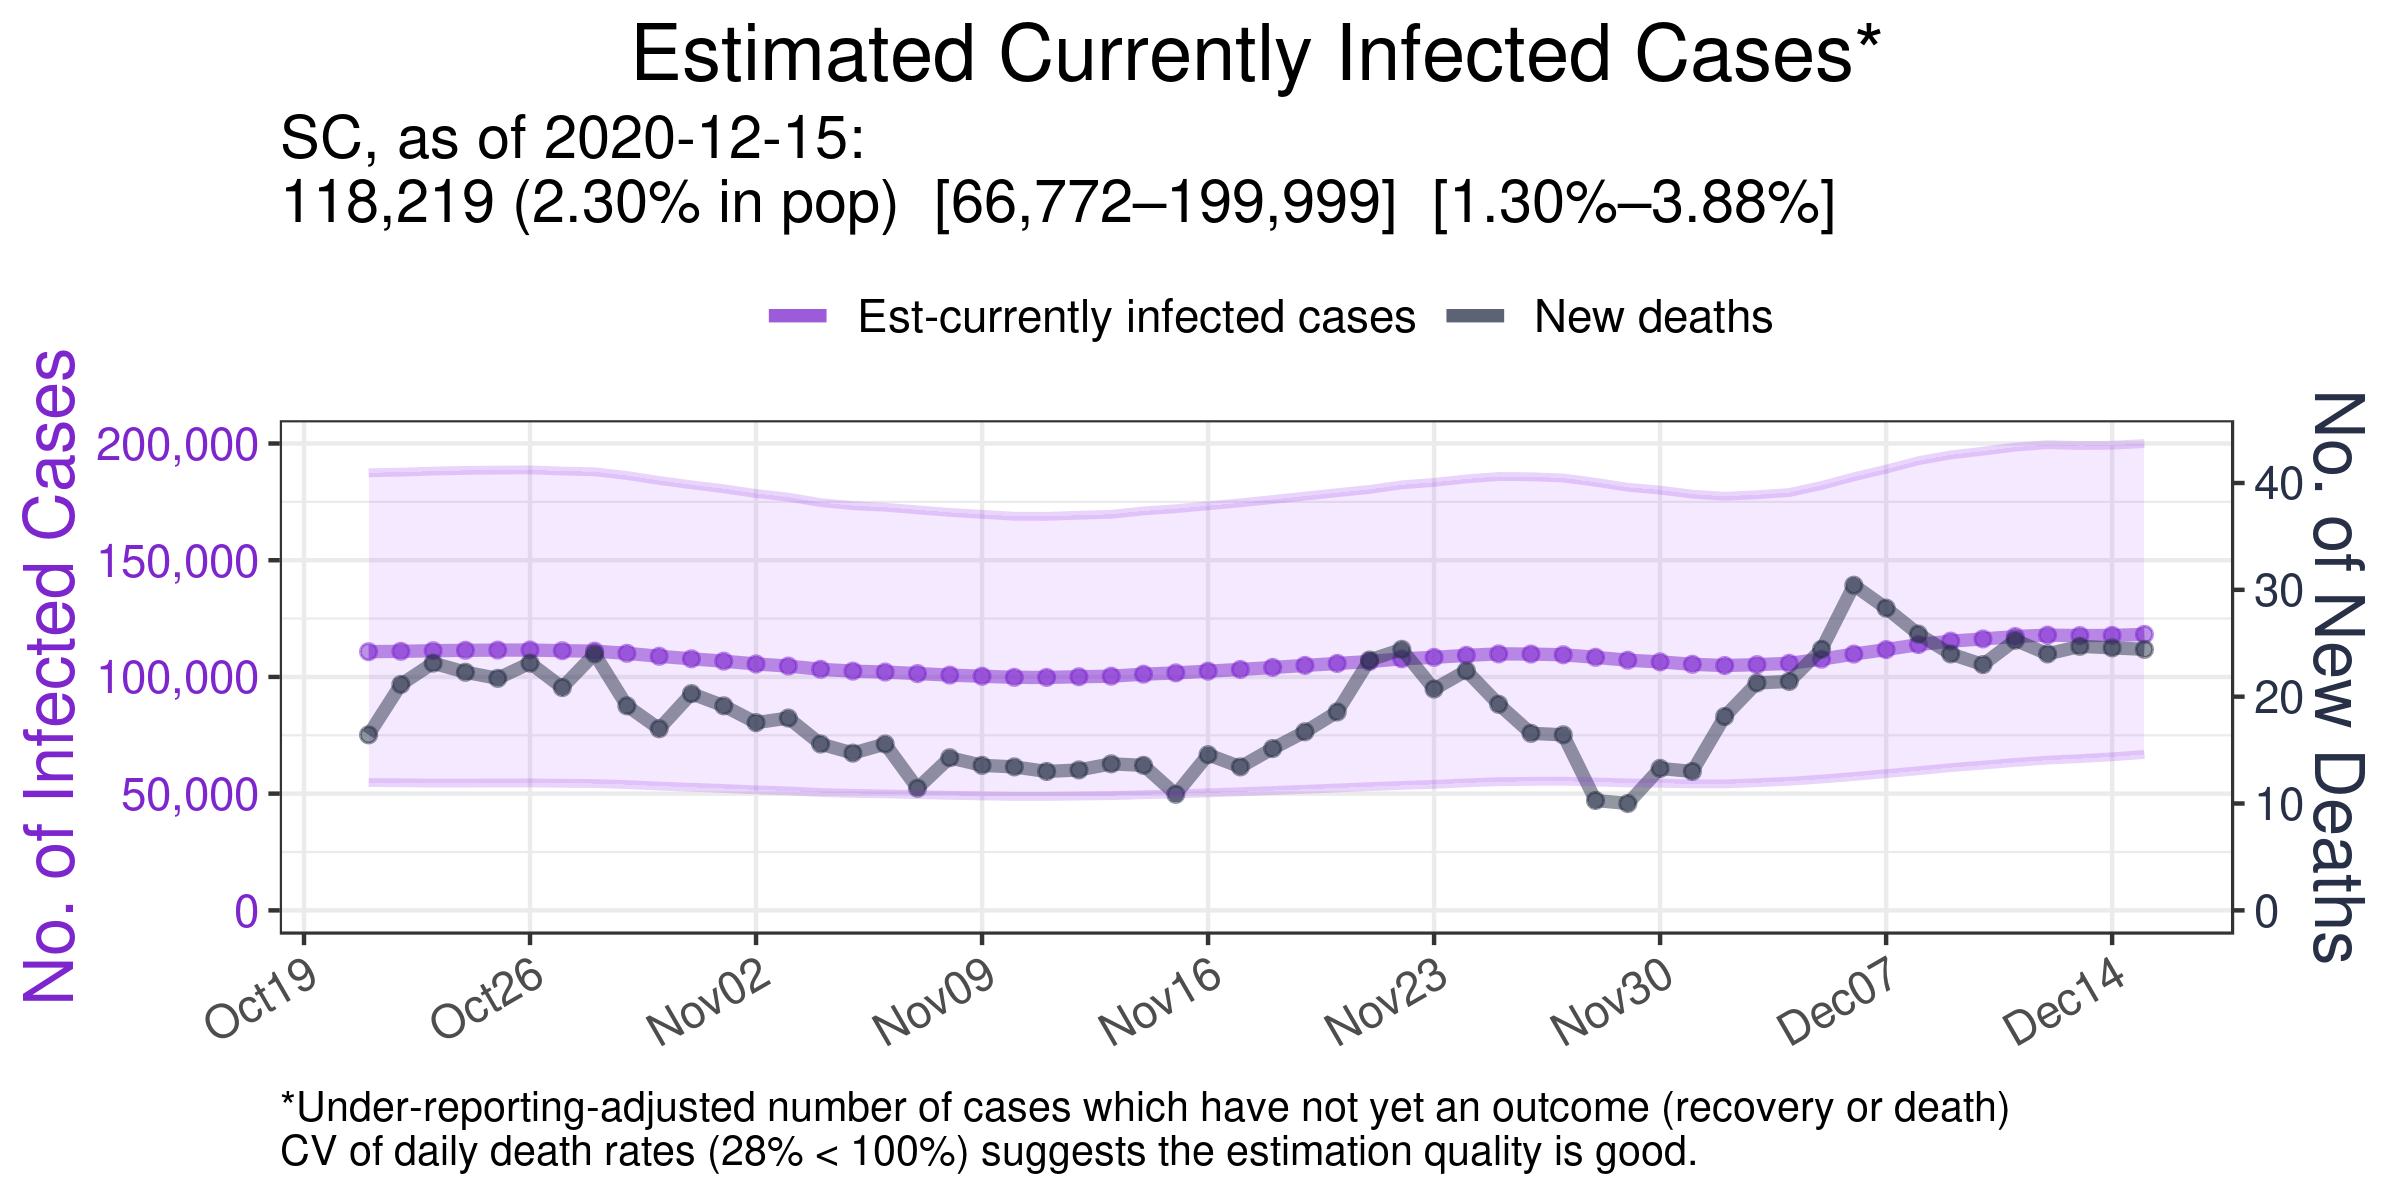 Estimated Currently Infected Cases*
SC, as of 2020-12-15:
118,219 (2.30% in pop) [66,772–199,999] [1.30%–3.88%]
Est-currently infected cases
New deaths
No. of Infected Cases
200,000
150,000
100,000
50,000
0
No. of New Deaths
40
30
20
10
0
Oct19
Oct26
Nov02
Nov09
Nov16
Nov23
Nov30
Dec07
Dec14
*Under-reporting-adjusted number of cases which have not yet an outcome (recovery or death)
CV of daily death rates (28% < 100%) suggests the estimation quality is good.